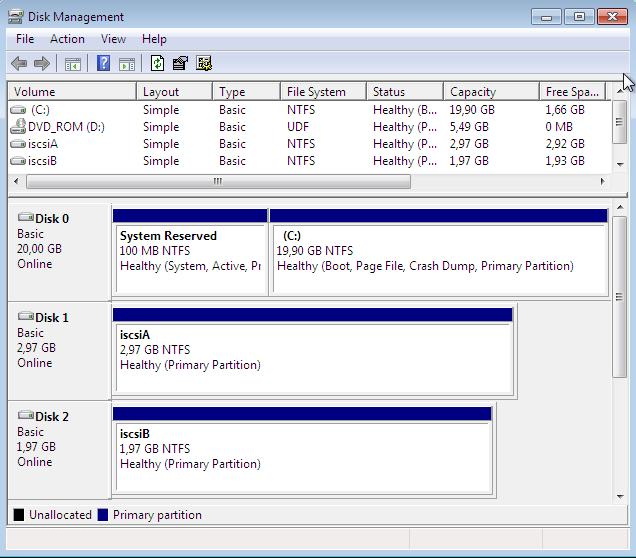 Disk Management
File Action View Help
Volume Layout Type File System Status Capacity Free Spa...
(C:) Simple Basic NTFS Healthy (B... 19,90 GB 1,66 GB
DVD_ROM (D:) Simple Basic UDF Healthy (P... 5,49 GB 0 MB
iscsiA Simple Basic NTFS Healthy (P... 2,97 GB 2,92 GB
iscsiB Simple Basic NTFS Healthy (P... 1,97 GB 1,93 GB
Disk 0
Basic
20,00 GB
Online
System Reserved
100 MB NTFS
Healthy (System, Active, Pr
(C:)
19,90 GB NTFS
Healthy (Boot, Page File, Crash Dump, Primary Partition)
Disk 1
Basic
2,97 GB
Online
iscsiA
2,97 GB NTFS
Healthy (Primary Partition)
Disk 2
Basic
1,97 GB
Online
iscsiB
1,97 GB NTFS
Healthy (Primary Partition)
Unallocated Primary partition